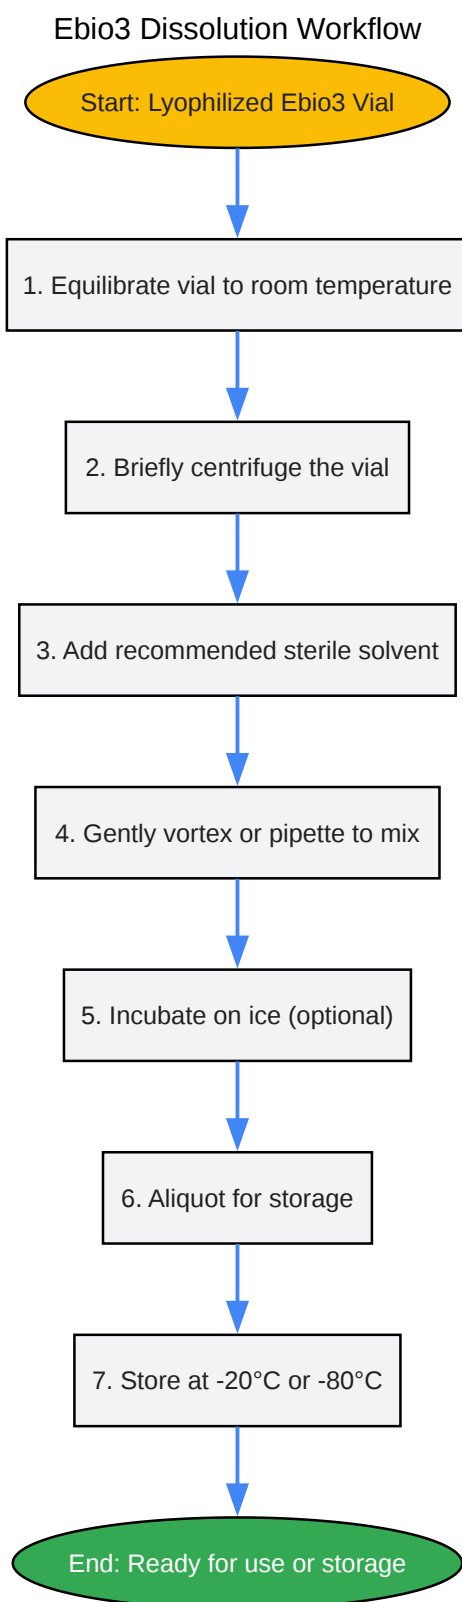 Ebio3 Dissolution Workflow
Start: Lyophilized Ebio3 Vial
1. Equilibrate vial to room temperature
2. Briefly centrifuge the vial
3. Add recommended sterile solvent
4. Gently vortex or pipette to mix
5. Incubate on ice (optional)
6. Aliquot for storage
7. Store at -20°C or -80°C
End: Ready for use or storage